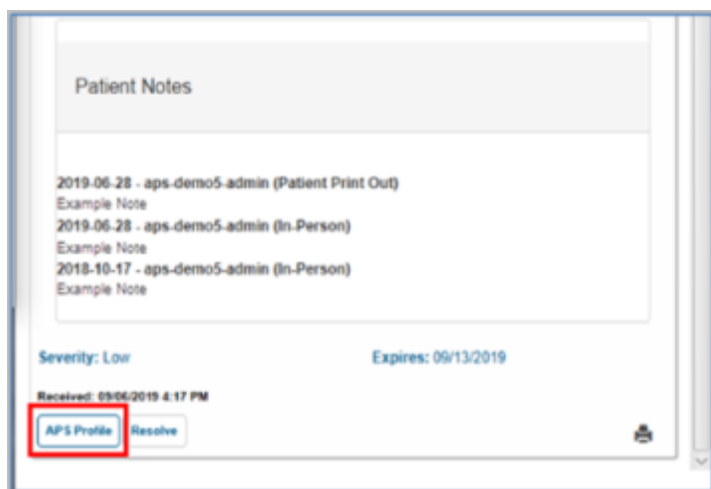 Patient Notes
2019-06-28 - aps-demo5-admin (Patient Print Out)
Example Note
2019-06-28 - aps-demo5-admin (In-Person)
Example Note
2018-10-17 - aps-demo5-admin (In-Person)
Example Note
Severity: Low Expires: 09/13/2019
Received: 09/06/2019 4:17 PM
APS Profile Resolve